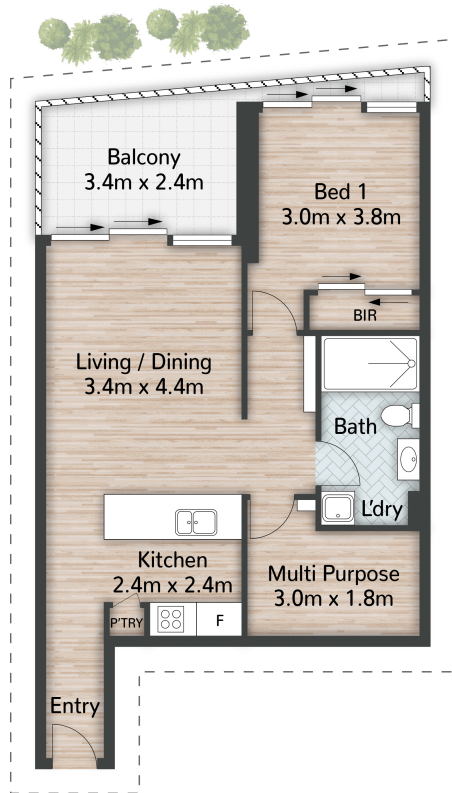 Balcony
3.4m x 2.4m
Bed 1
3.0m x 3.8m
BIR
Living / Dining
3.4m x 4.4m
Bath
L'dry
Kitchen
2.4m x 2.4m
P'TRY
F
Multi Purpose
3.0m x 1.8m
Entry